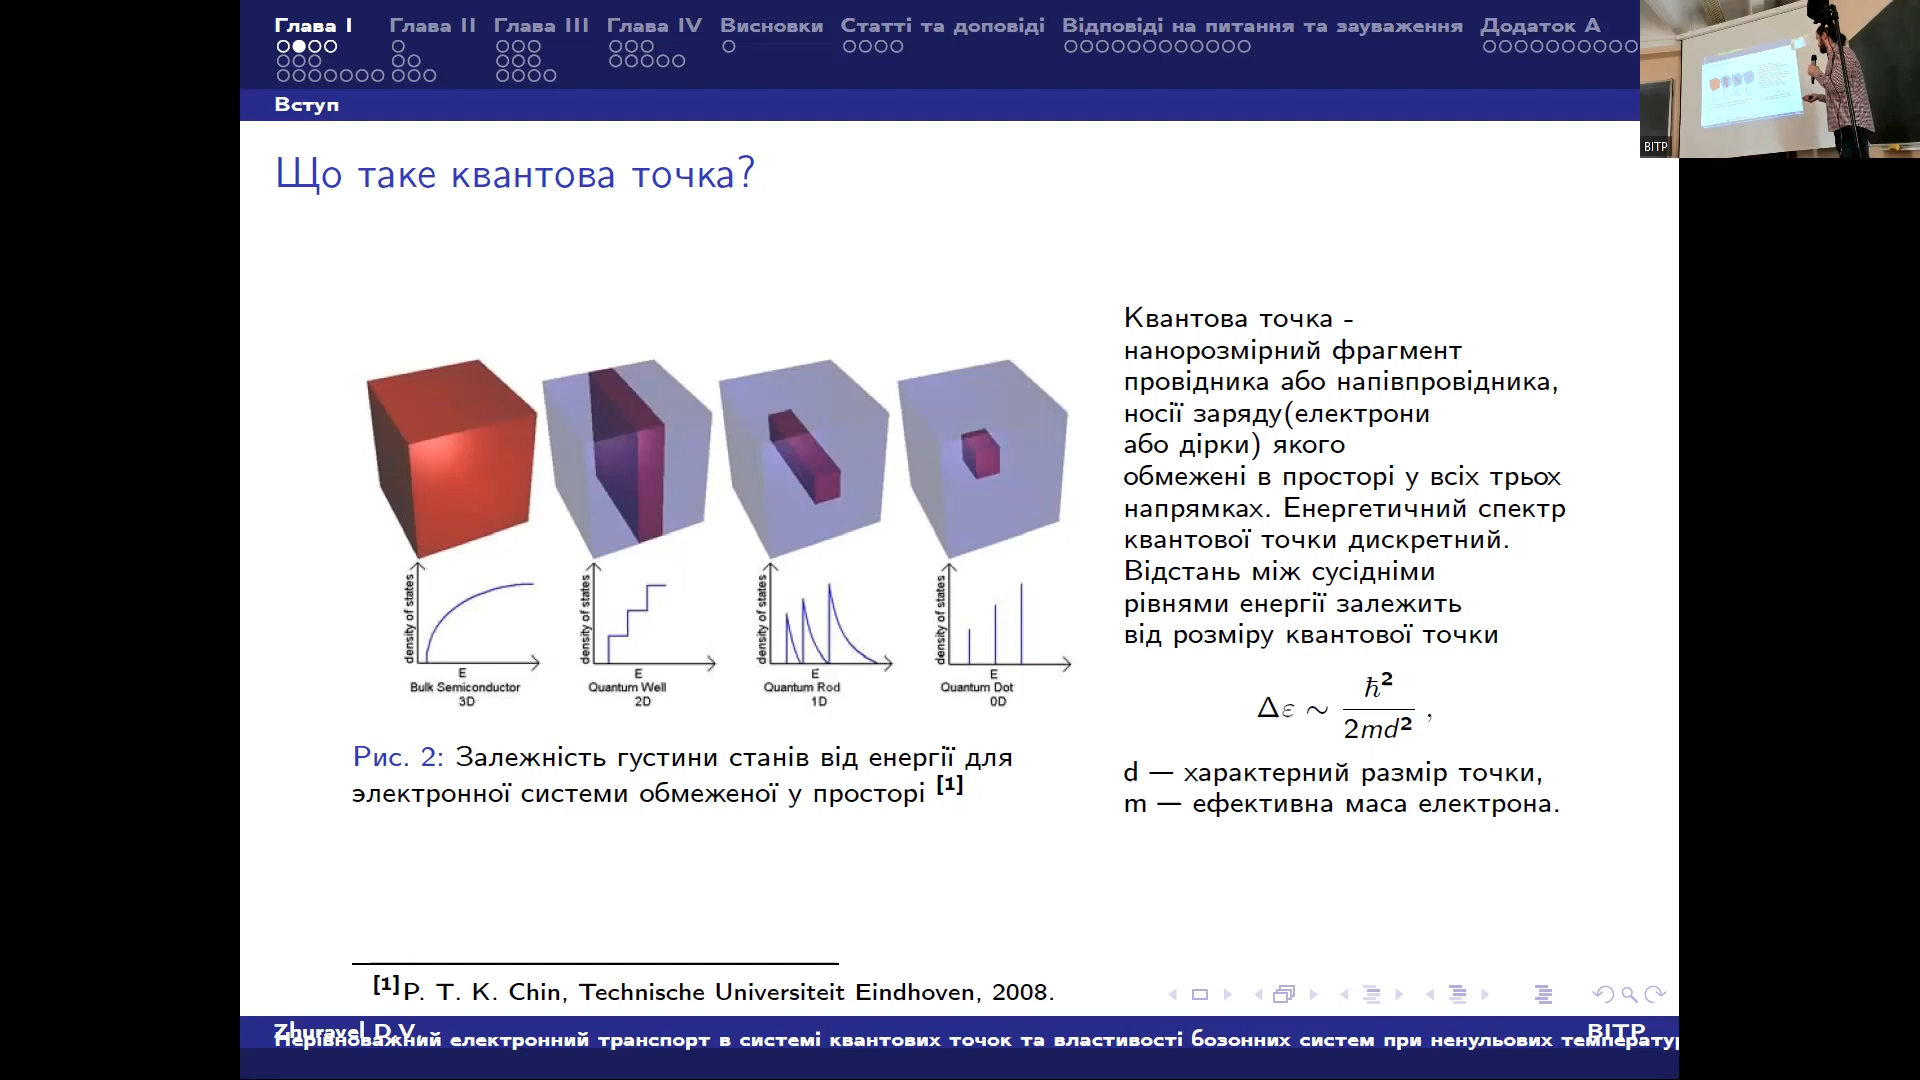 Глава I Глава II Глава III Глава IV Висновки Статті та доповіді Відповіді на питання та зауваження Додаток А
BITP
Вступ
Що таке квантова точка?
density of states
E
Bulk Semiconductor
3D
density of states
E
Quantum Well
2D
density of states
E
Quantum Rod
1D
density of states
E
Quantum Dot
0D
Рис. 2: Залежність густини станів від енергії для
электронної системи обмеженої у просторі [1]
Квантова точка -
нанорозмірний фрагмент
провідника або напівпровідника,
носії заряду(електрони
або дірки) якого
обмежені в просторі у всіх трьох
напрямках. Енергетичний спектр
квантової точки дискретний.
Відстань між сусідніми
рівнями енергії залежить
від розміру квантової точки
Δε ∼ ħ² / 2md² ,
d — характерний размір точки,
m — ефективна маса електрона.
[1] P. T. K. Chin, Technische Universiteit Eindhoven, 2008.
Zhuravel D.V. BITP
Нерівноважний електронний транспорт в системі квантових точок та властивості бозонних систем при ненульових температур